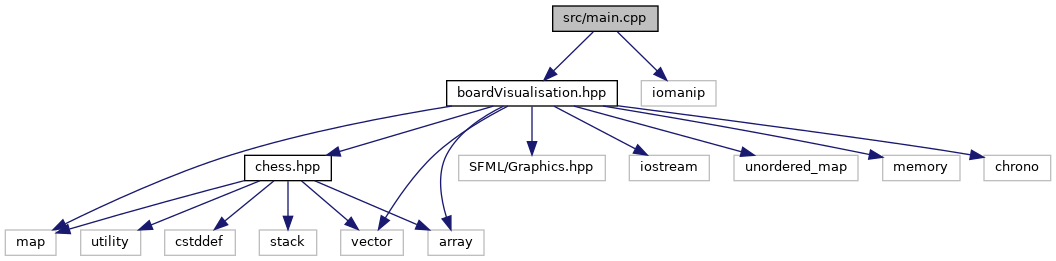 src/main.cpp
boardVisualisation.hpp
iomanip
chess.hpp
SFML/Graphics.hpp
iostream
unordered_map
memory
chrono
map
utility
cstddef
stack
vector
array